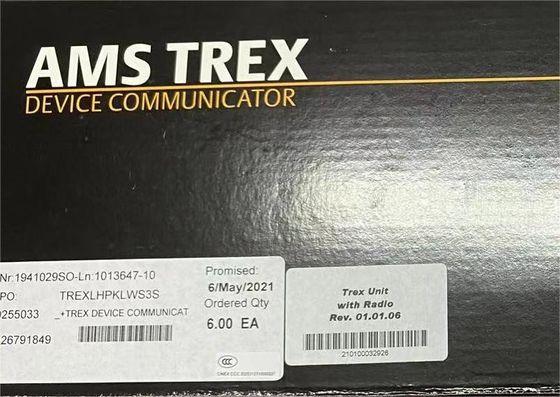 AMS TREX
DEVICE COMMUNICATOR
Nr:1941029SO-Ln:1013647-10
PO: TREXLHPKLWS3S
255033 _+TREX DEVICE COMMUNICAT
26791849
Promised:
6/May/2021
Ordered Qty
6.00 EA
Trex Unit
with Radio
Rev. 01.01.06
210100032926